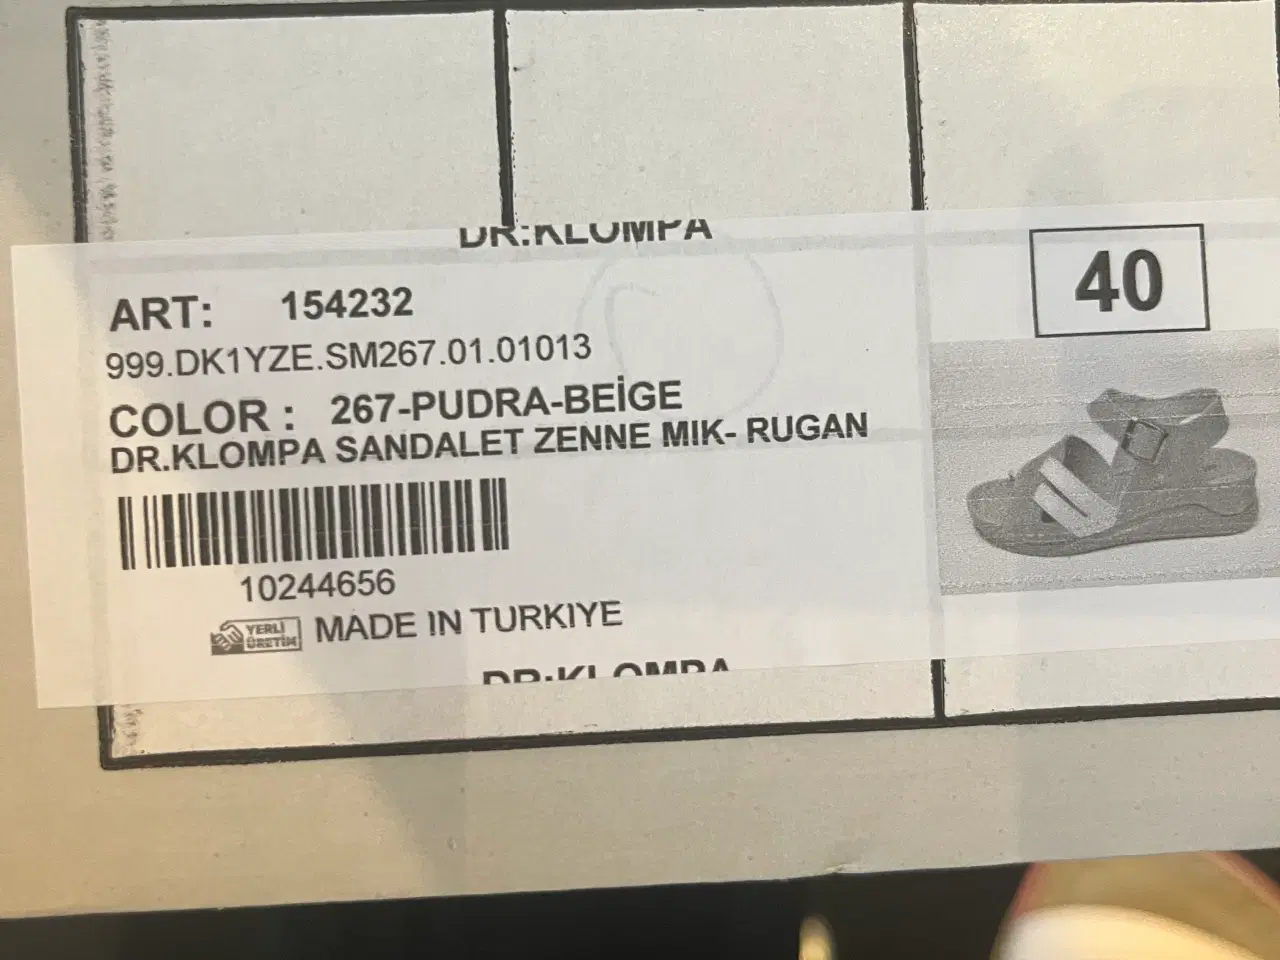 DR:KLOMPA
40
ART: 154232
999.DK1YZE.SM267.01.01013
COLOR : 267-PUDRA-BEİGE
DR.KLOMPA SANDALET ZENNE MIK- RUGAN
10244656
YERLİ
ÜRETİM
MADE IN TURKIYE
DR:KLOMPA